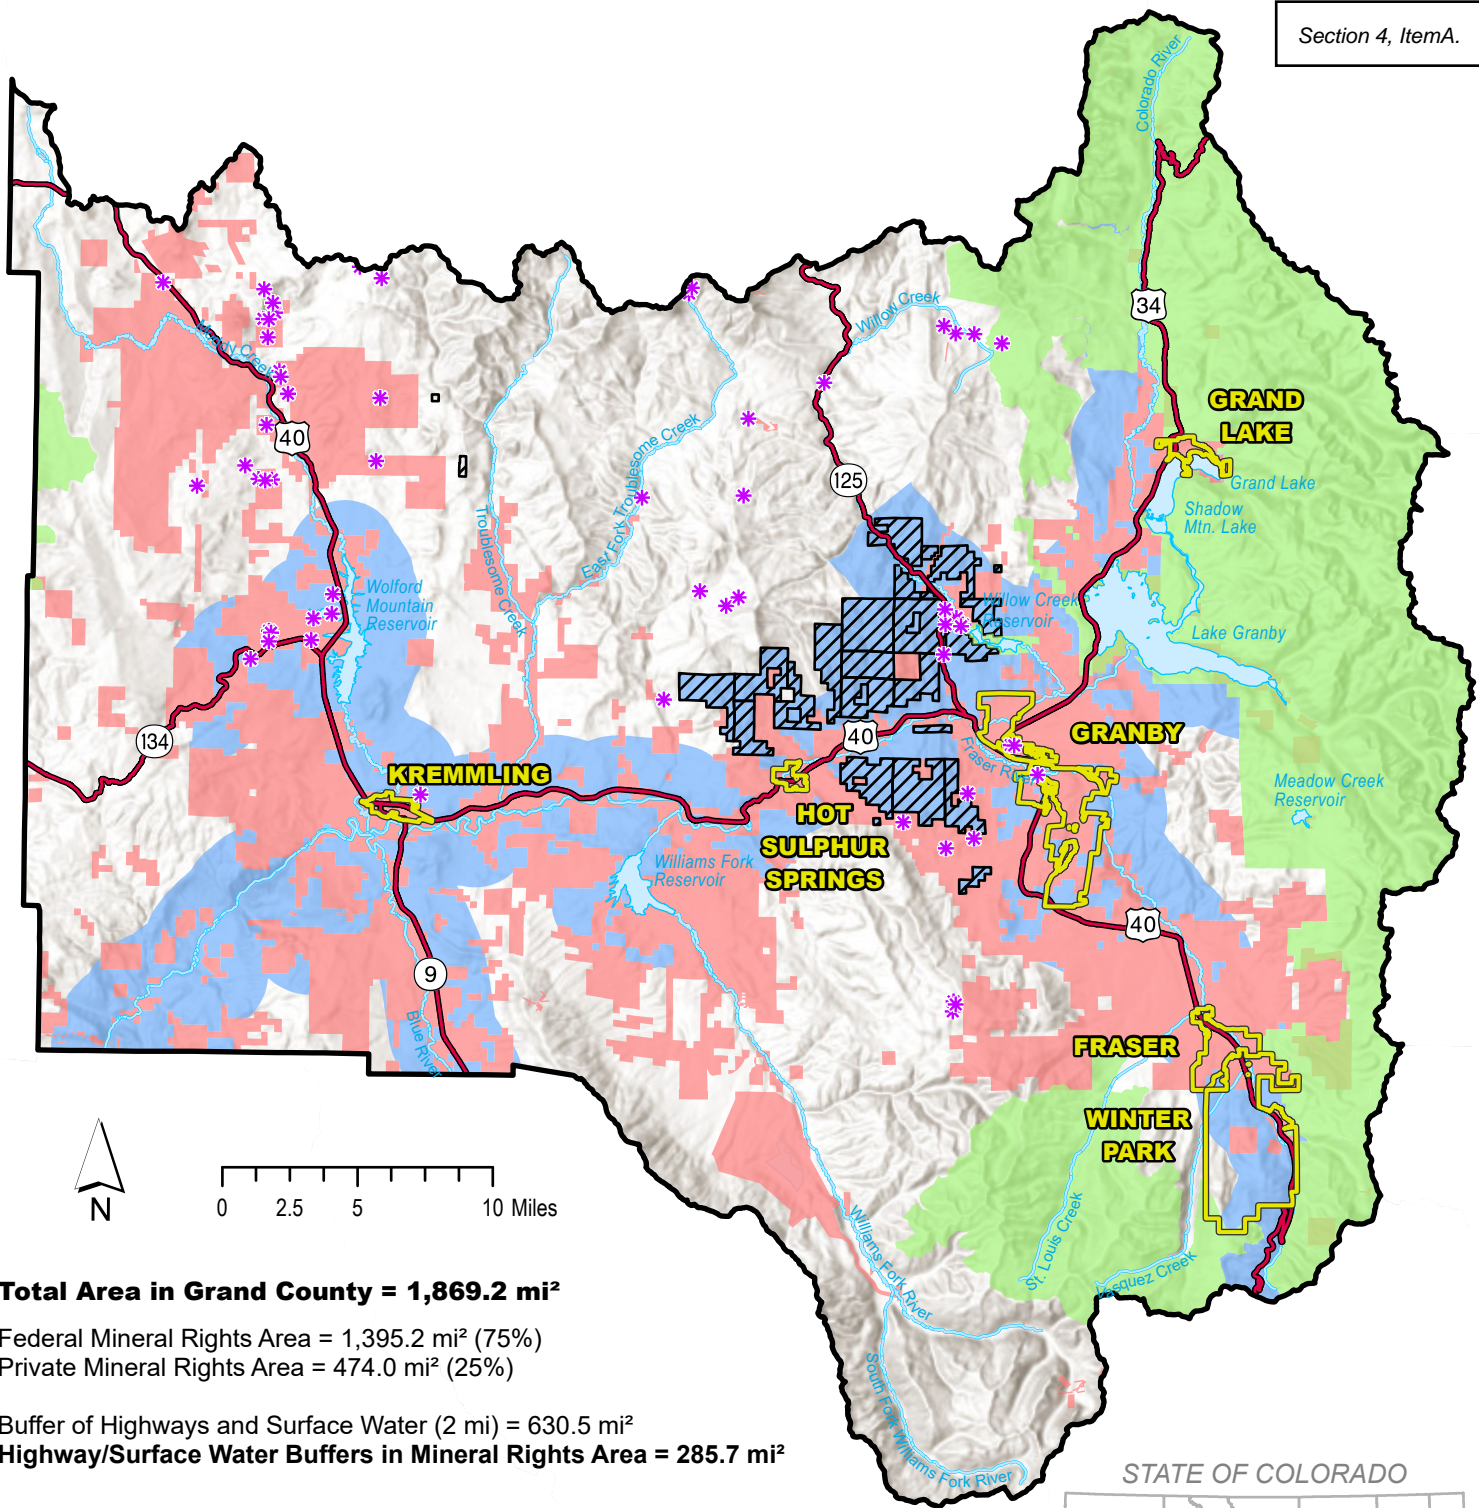 Section 4, ItemA.
Colorado River
34
Willow Creek
Muddy Creek
GRAND
LAKE
40
Grand Lake
125
Shadow
Mtn. Lake
East Fork Troublesome Creek
Troublesome Creek
Wolford
Mountain
Reservoir
Willow Creek
Reservoir
Lake Granby
134
40
GRANBY
Fraser River
KREMMLING
Meadow Creek
Reservoir
HOT
SULPHUR
SPRINGS
Williams Fork
Reservoir
40
9
Blue River
FRASER
WINTER
PARK
N
0 2.5 5 10 Miles
St. Louis Creek
Vasquez Creek
Williams Fork River
South Fork Williams Fork River
Total Area in Grand County = 1,869.2 mi²
Federal Mineral Rights Area = 1,395.2 mi² (75%)
Private Mineral Rights Area = 474.0 mi² (25%)
Buffer of Highways and Surface Water (2 mi) = 630.5 mi²
Highway/Surface Water Buffers in Mineral Rights Area = 285.7 mi²
STATE OF COLORADO